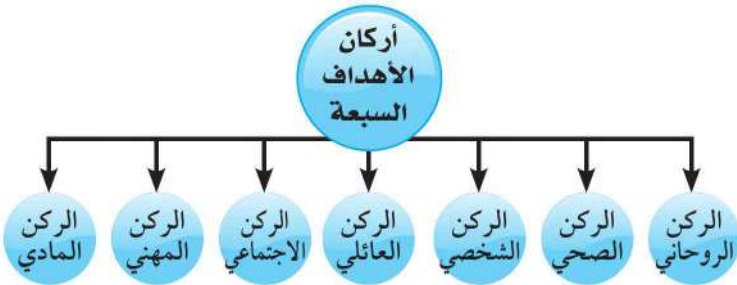 أركان
الأهداف
السبعة
الركن
الروحاني
الركن
الصحي
الركن
الشخصي
الركن
العائلي
الركن
الاجتماعي
الركن
المهني
الركن
المادي